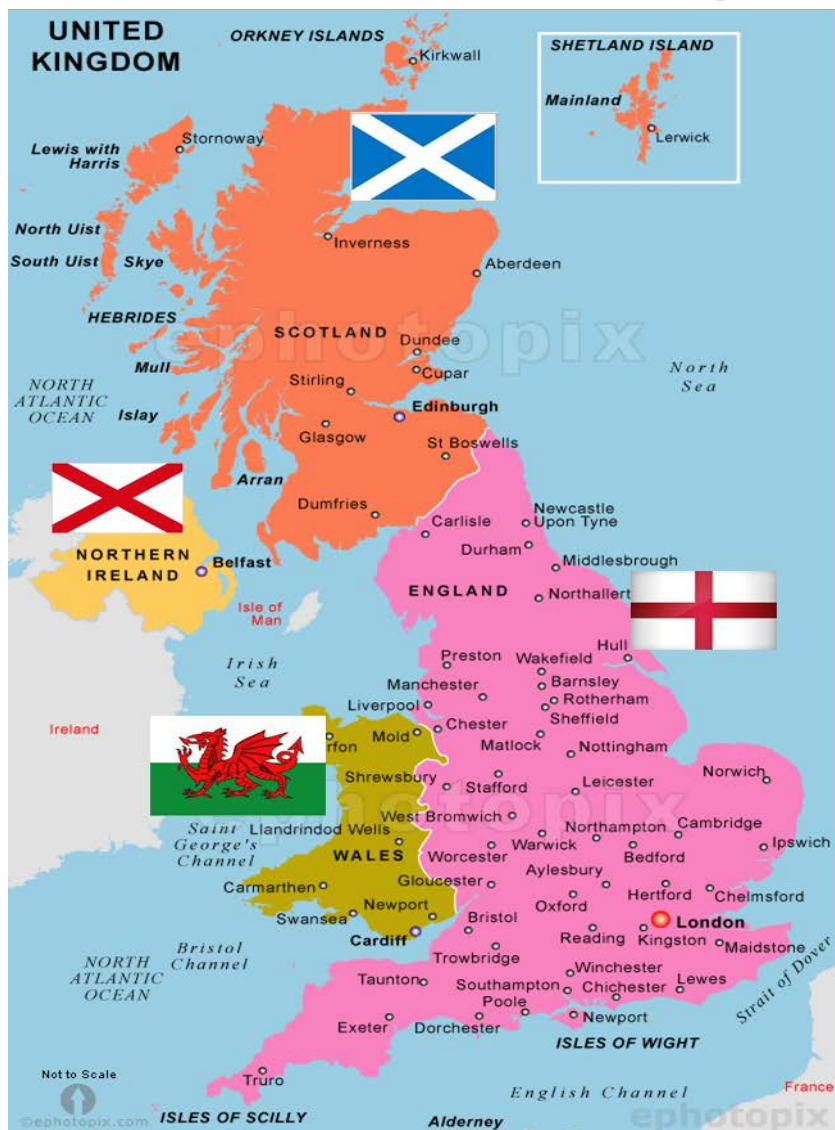 UNITED
KINGDOM
ORKNEY ISLANDS
Kirkwall
SHETLAND ISLAND
Mainland
Lerwick
Stornoway
Lewis with
Harris
North Uist
South Uist
Skye
Inverness
Aberdeen
HEBRIDES
ephotopix
SCOTLAND
Dundee
Cupar
Mull
Stirling
North
Sea
NORTH
ATLANTIC
OCEAN
Islay
Edinburgh
Glasgow
St Boswells
Arran
Dumfries
Carlisle
Newcastle
Upon Tyne
Durham
Middlesbrough
NORTHERN
IRELAND
Belfast
ENGLAND
Northallert
Isle of
Man
Irish
Sea
Hull
Preston
Wakefield
Barnsley
Manchester
Rotherham
Liverpool
Sheffield
Ireland
Chester
Mold
rfon
Matlock
Nottingham
Shrewsbury
Stafford
Leicester
Norwich
ephotopix
West Bromwich
Saint
George's
Channel
Llandrindod Wells
Northampton
Cambridge
WALES
Worcester
Warwick
Bedford
Ipswich
Carmarthen
Gloucester
Aylesbury
Oxford
Hertford
Chelmsford
Swansea
Newport
Cardiff
Bristol
London
Reading
Kingston
Maidstone
Bristol
Channel
Trowbridge
NORTH
ATLANTIC
OCEAN
Taunton
Winchester
Southampton
Chichester
Lewes
Strait of Dover
Poole
Exeter
Dorchester
Newport
ISLES OF WIGHT
Not to Scale
Truro
English Channel
France
©ephotopix.com
ISLES OF SCILLY
Alderney
ephotopix